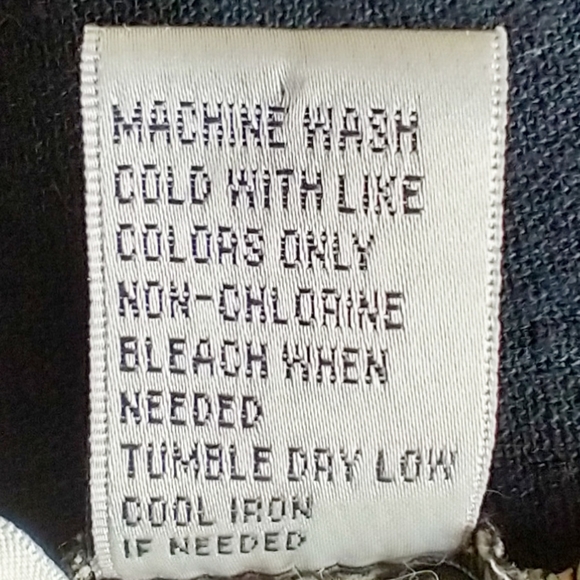 MACHINE WASH
COLD WITH LIKE
COLORS ONLY
NON-CHLORINE
BLEACH WHEN
NEEDED
TUMBLE DRY LOW
COOL IRON
IF NEEDED